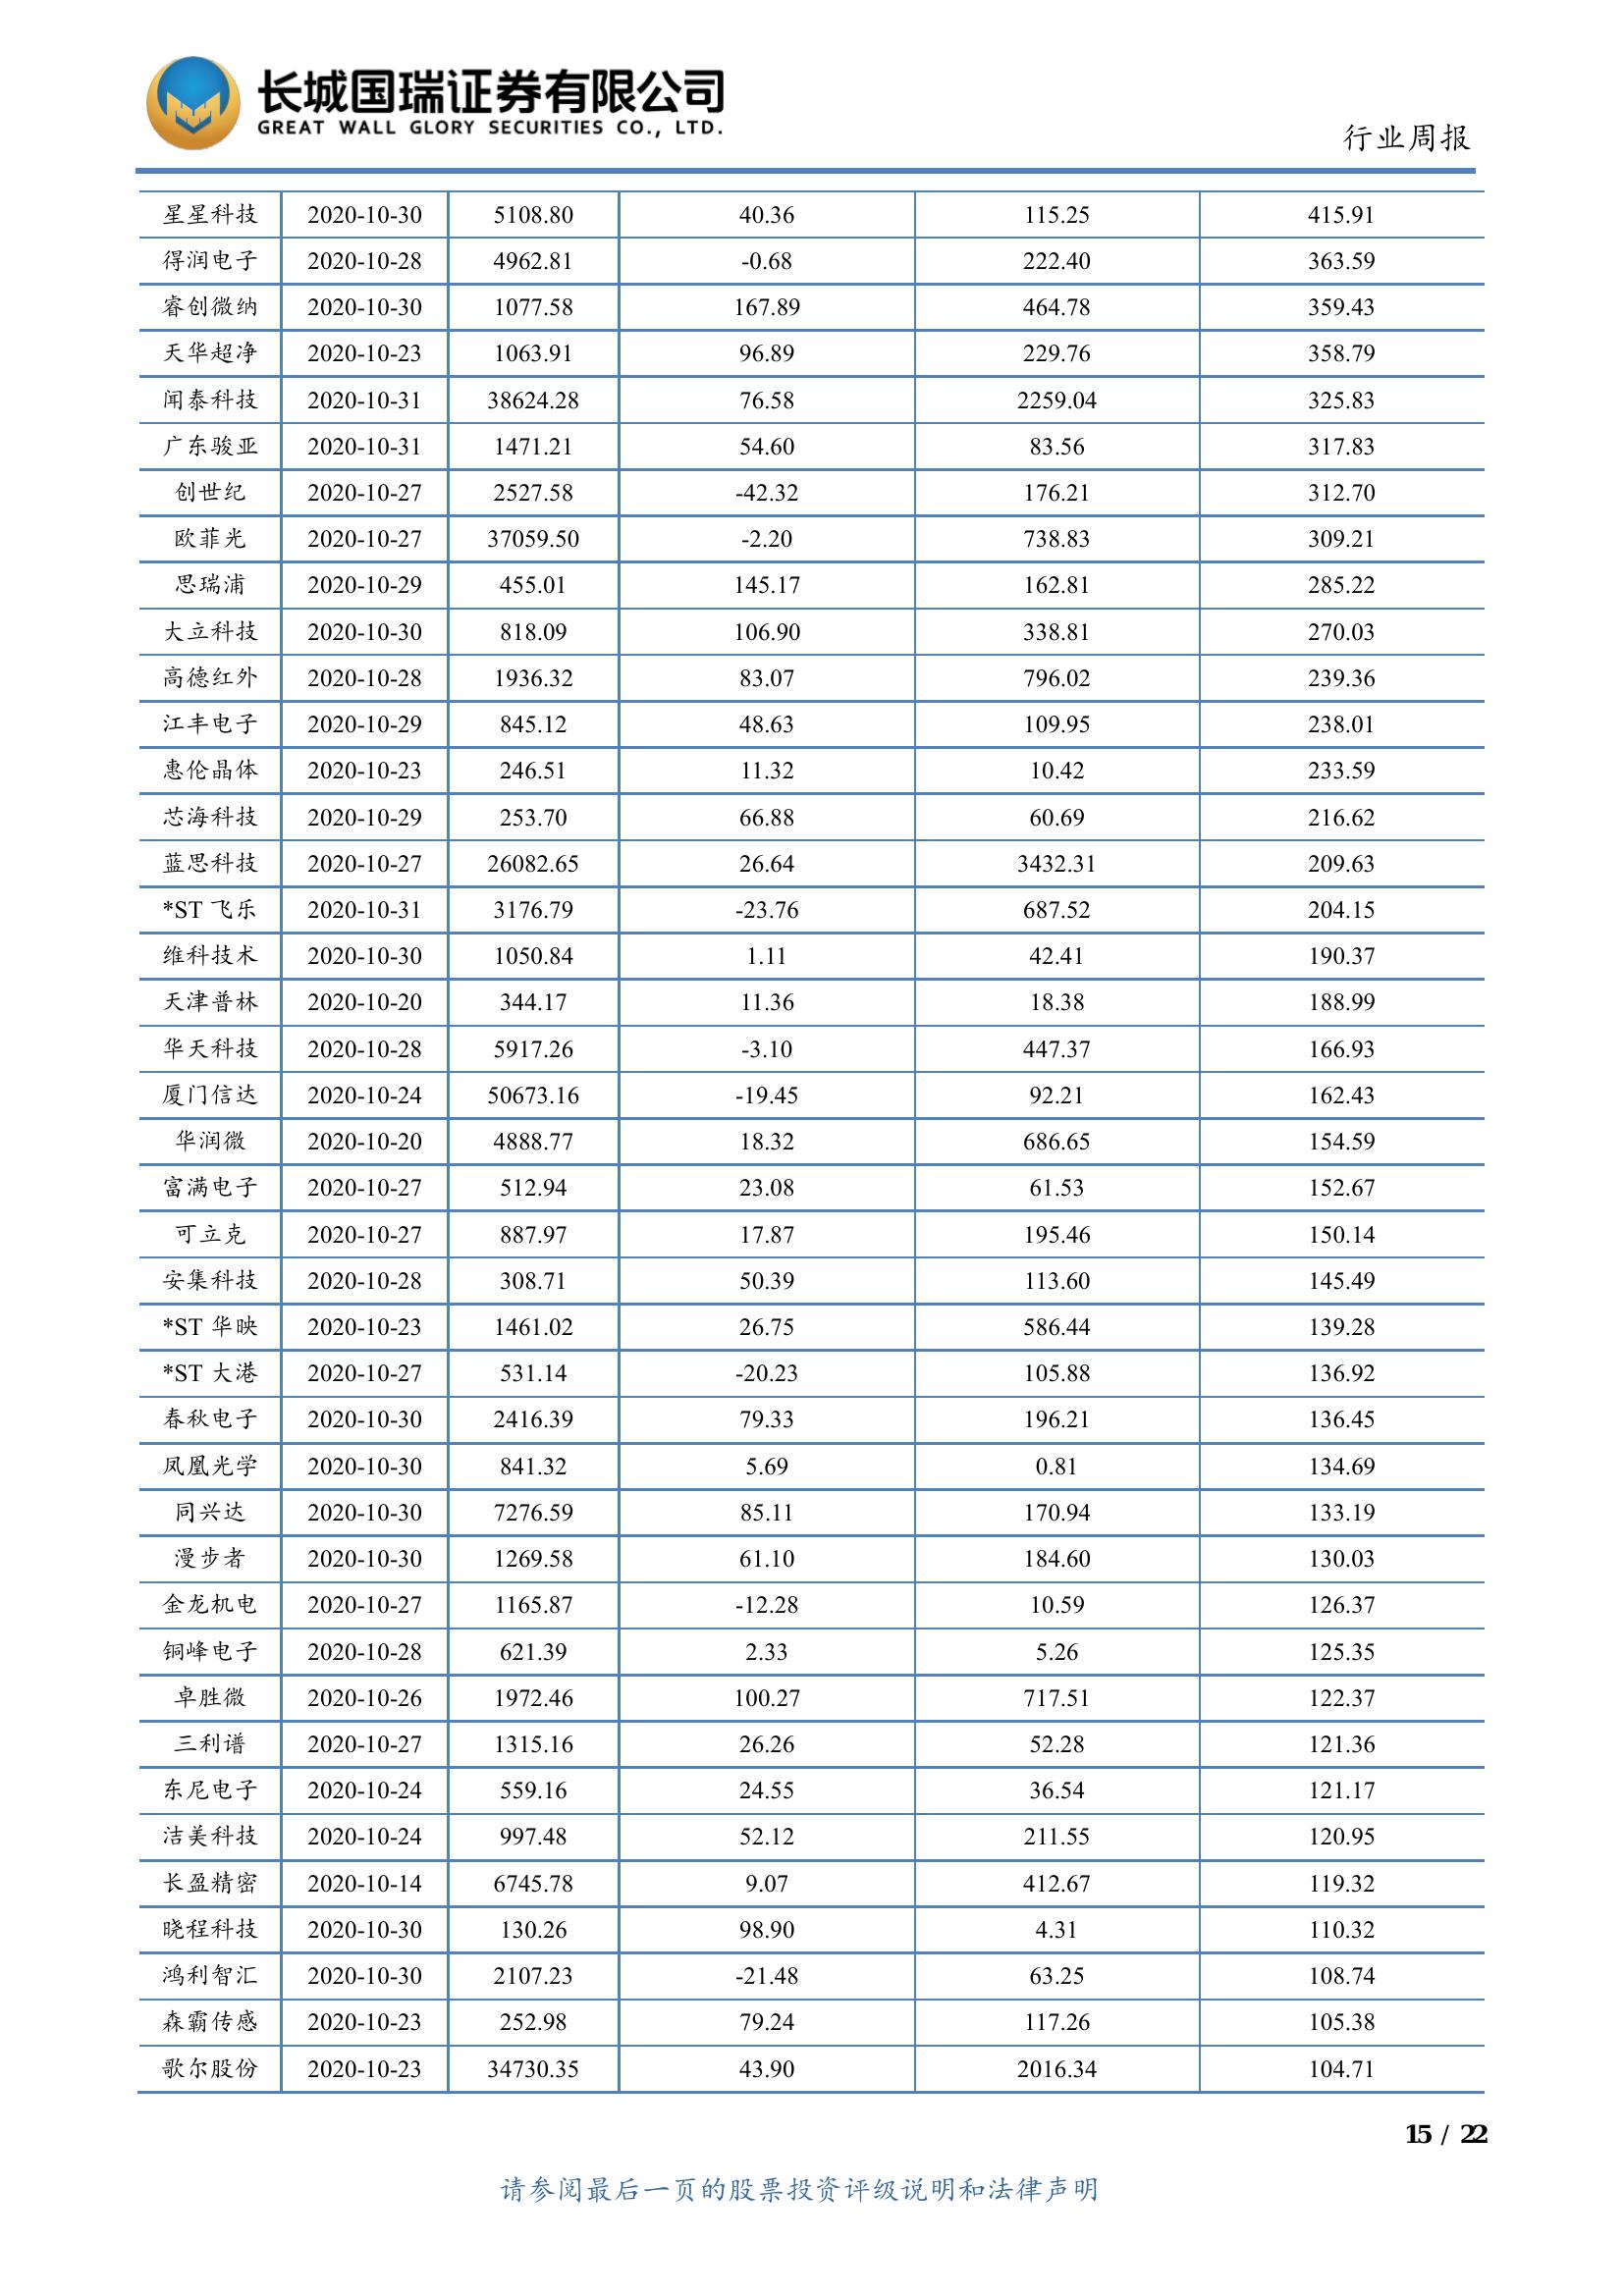 长城国瑞证券有限公司
GREAT WALL GLORY SECURITIES CO., LTD.
行业周报
星星科技 2020-10-30 5108.80 40.36 115.25 415.91
得润电子 2020-10-28 4962.81 -0.68 222.40 363.59
睿创微纳 2020-10-30 1077.58 167.89 464.78 359.43
天华超净 2020-10-23 1063.91 96.89 229.76 358.79
闻泰科技 2020-10-31 38624.28 76.58 2259.04 325.83
广东骏亚 2020-10-31 1471.21 54.60 83.56 317.83
创世纪 2020-10-27 2527.58 -42.32 176.21 312.70
欧菲光 2020-10-27 37059.50 -2.20 738.83 309.21
思瑞浦 2020-10-29 455.01 145.17 162.81 285.22
大立科技 2020-10-30 818.09 106.90 338.81 270.03
高德红外 2020-10-28 1936.32 83.07 796.02 239.36
江丰电子 2020-10-29 845.12 48.63 109.95 238.01
惠伦晶体 2020-10-23 246.51 11.32 10.42 233.59
芯海科技 2020-10-29 253.70 66.88 60.69 216.62
蓝思科技 2020-10-27 26082.65 26.64 3432.31 209.63
*ST 飞乐 2020-10-31 3176.79 -23.76 687.52 204.15
维科技术 2020-10-30 1050.84 1.11 42.41 190.37
天津普林 2020-10-20 344.17 11.36 18.38 188.99
华天科技 2020-10-28 5917.26 -3.10 447.37 166.93
厦门信达 2020-10-24 50673.16 -19.45 92.21 162.43
华润微 2020-10-20 4888.77 18.32 686.65 154.59
富满电子 2020-10-27 512.94 23.08 61.53 152.67
可立克 2020-10-27 887.97 17.87 195.46 150.14
安集科技 2020-10-28 308.71 50.39 113.60 145.49
*ST 华映 2020-10-23 1461.02 26.75 586.44 139.28
*ST 大港 2020-10-27 531.14 -20.23 105.88 136.92
春秋电子 2020-10-30 2416.39 79.33 196.21 136.45
凤凰光学 2020-10-30 841.32 5.69 0.81 134.69
同兴达 2020-10-30 7276.59 85.11 170.94 133.19
漫步者 2020-10-30 1269.58 61.10 184.60 130.03
金龙机电 2020-10-27 1165.87 -12.28 10.59 126.37
铜峰电子 2020-10-28 621.39 2.33 5.26 125.35
卓胜微 2020-10-26 1972.46 100.27 717.51 122.37
三利谱 2020-10-27 1315.16 26.26 52.28 121.36
东尼电子 2020-10-24 559.16 24.55 36.54 121.17
洁美科技 2020-10-24 997.48 52.12 211.55 120.95
长盈精密 2020-10-14 6745.78 9.07 412.67 119.32
晓程科技 2020-10-30 130.26 98.90 4.31 110.32
鸿利智汇 2020-10-30 2107.23 -21.48 63.25 108.74
森霸传感 2020-10-23 252.98 79.24 117.26 105.38
歌尔股份 2020-10-23 34730.35 43.90 2016.34 104.71
15 / 22
请参阅最后一页的股票投资评级说明和法律声明